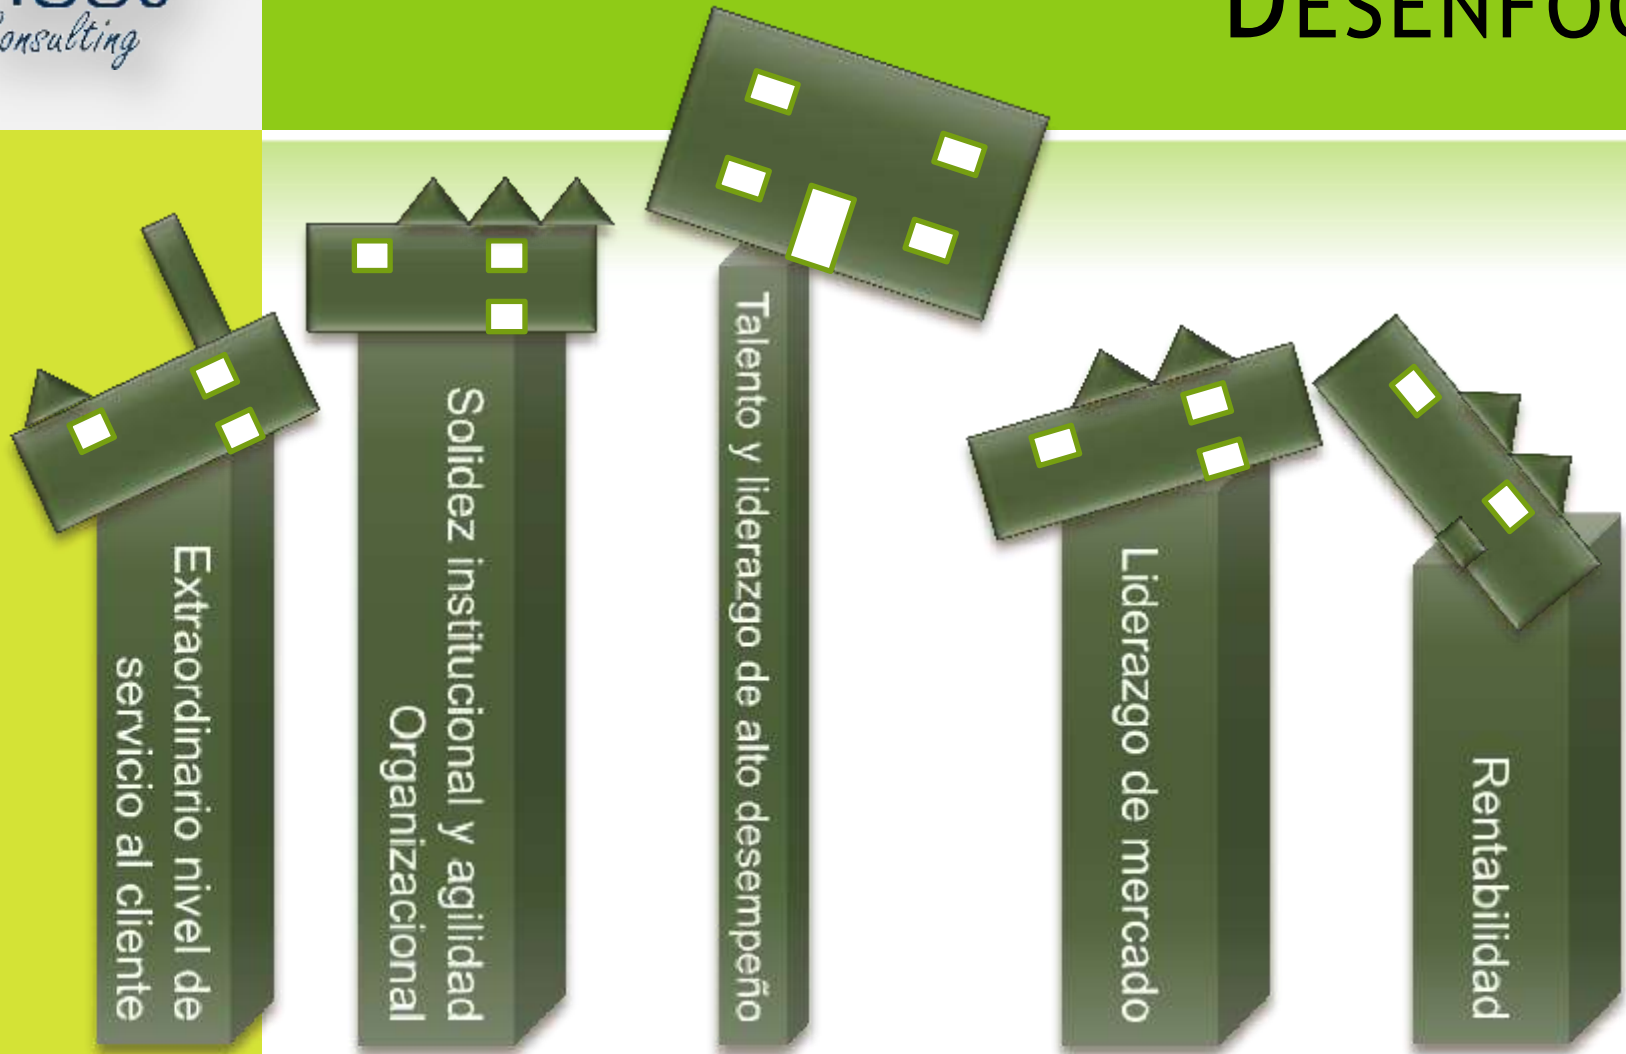 onsulting
DESENFOC
Extraordinario nivel de
servicio al cliente
Solidez institucional y agilidad
Organizacional
Talento y liderazgo de alto desempeño
Liderazgo de mercado
Rentabilidad